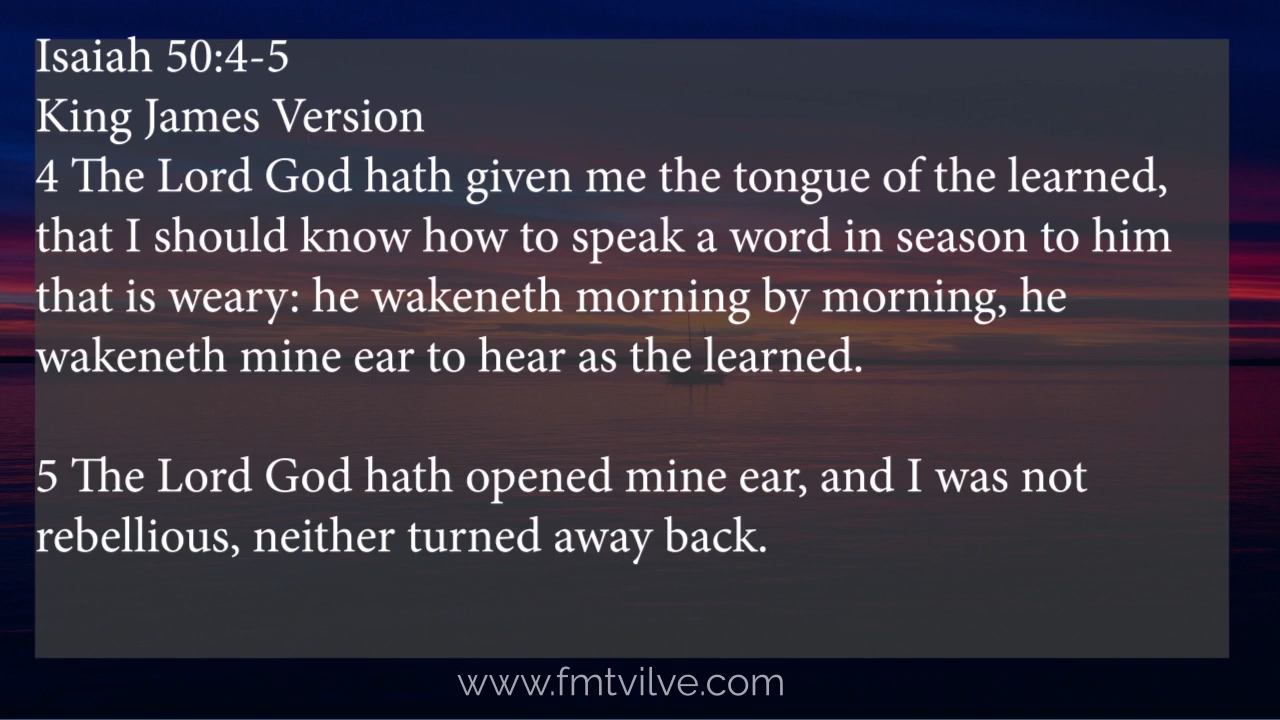 Isaiah 50:4-5
King James Version
4 The Lord God hath given me the tongue of the learned,
that I should know how to speak a word in season to him
that is weary: he wakeneth morning by morning, he
wakeneth mine ear to hear as the learned.
5 The Lord God hath opened mine ear, and I was not
rebellious, neither turned away back.
www.fmtvilve.com